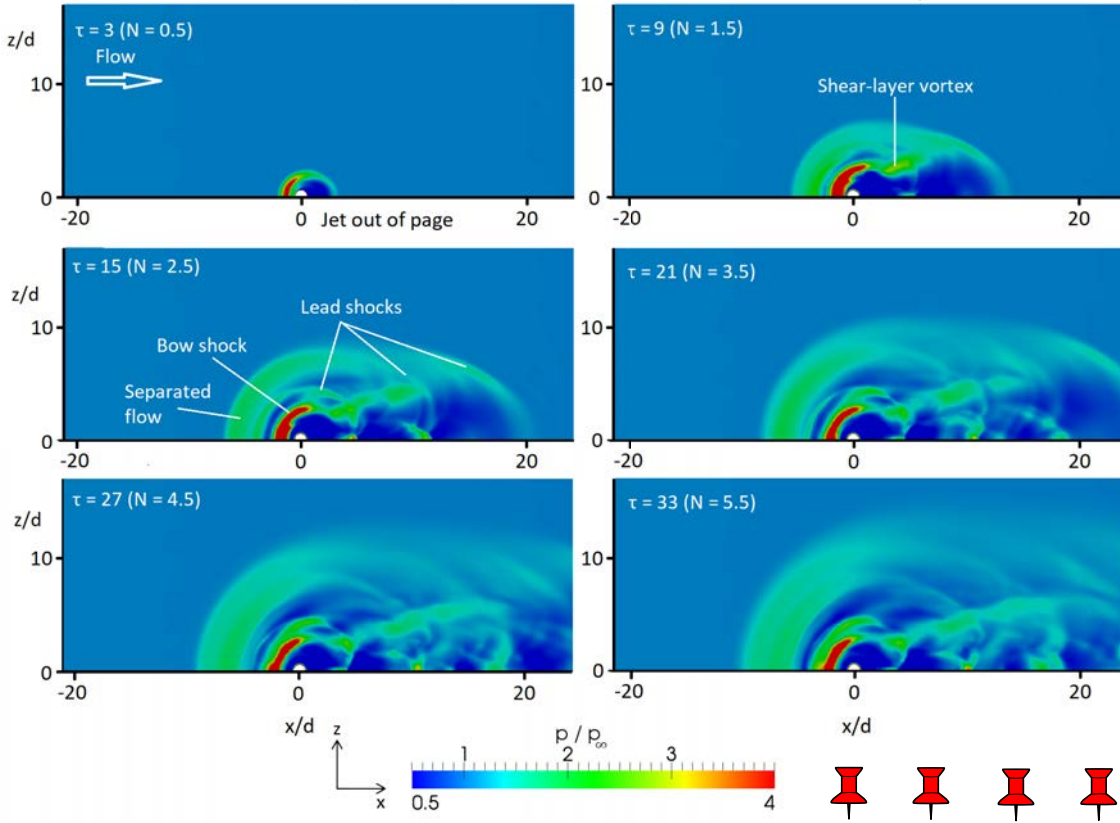 τ = 3 (N = 0.5)
z/d
Flow
10
0
-20
0
Jet out of page
20
τ = 9 (N = 1.5)
Shear-layer vortex
10
0
-20
0
20
τ = 15 (N = 2.5)
z/d
Lead shocks
10
Bow shock
Separated
flow
0
-20
0
20
τ = 21 (N = 3.5)
10
0
-20
0
20
τ = 27 (N = 4.5)
z/d
10
0
-20
0
20
x/d
τ = 33 (N = 5.5)
10
0
-20
0
20
x/d
z
x
p / p∞
1
2
3
0.5
4